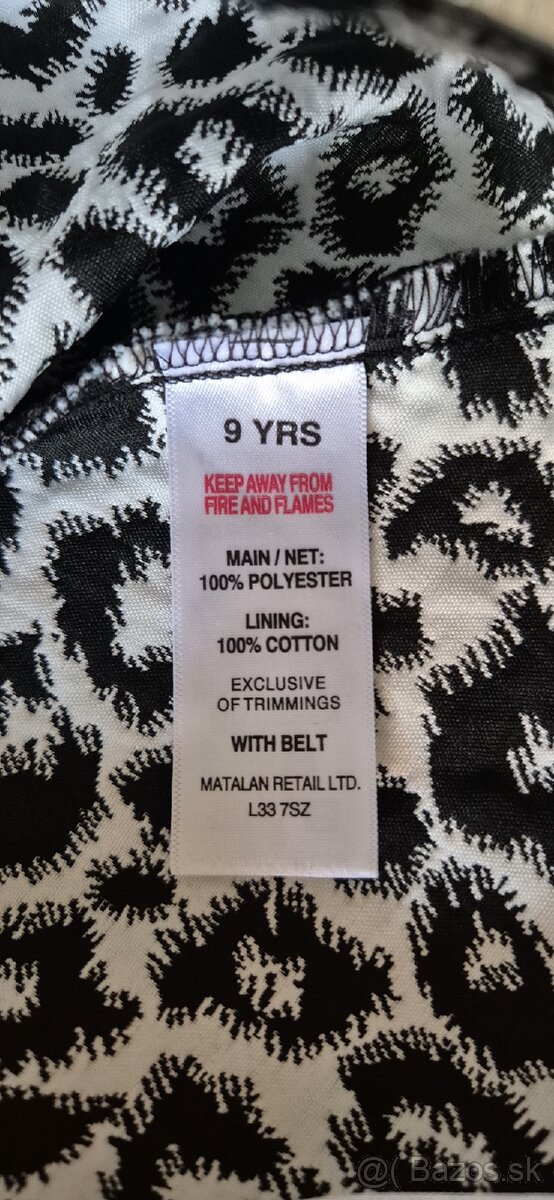 9 YRS
KEEP AWAY FROM
FIRE AND FLAMES
MAIN / NET:
100% POLYESTER
LINING:
100% COTTON
EXCLUSIVE
OF TRIMMINGS
WITH BELT
MATALAN RETAIL LTD.
L33 7SZ
@( Bazos.sk